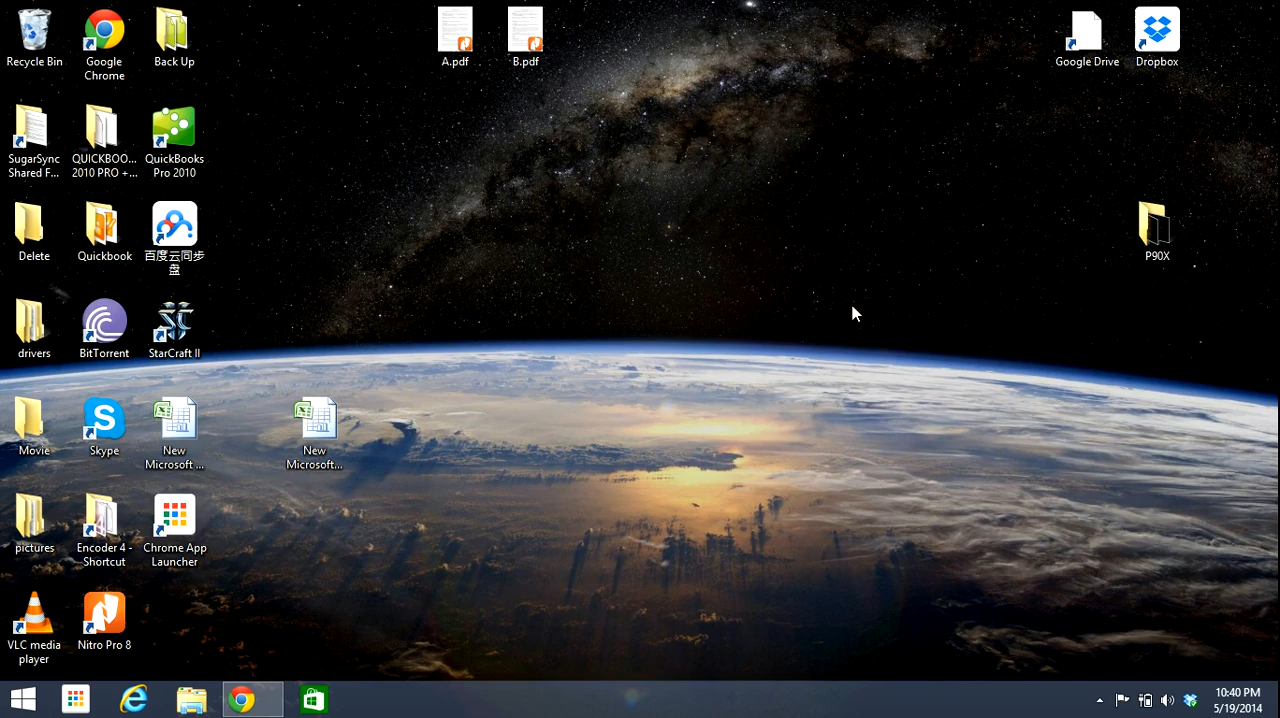 Recycle Bin
Google
Chrome
Back Up
A.pdf
B.pdf
Google Drive
Dropbox
SugarSync
Shared F...
QUICKBOO...
2010 PRO +...
QuickBooks
Pro 2010
Delete
Quickbook
百度云同步
盘
P90X
drivers
BitTorrent
StarCraft II
Movie
Skype
New
Microsoft ...
New
Microsoft...
pictures
Encoder 4 -
Shortcut
Chrome App
Launcher
VLC media
player
Nitro Pro 8
10:40 PM
5/19/2014